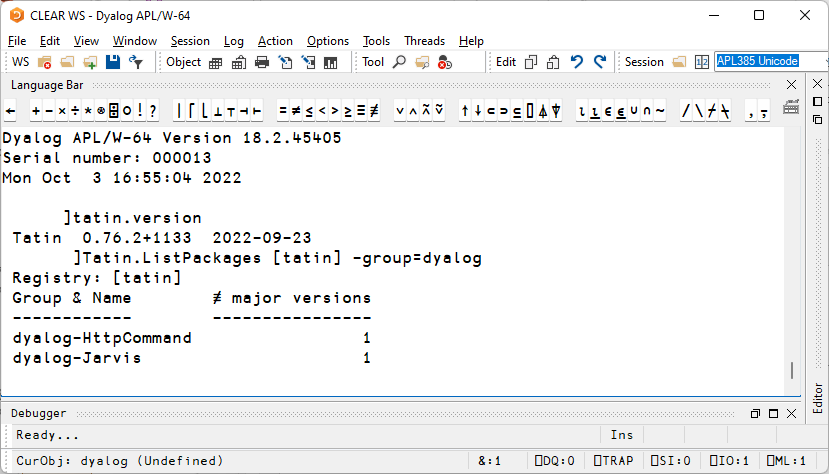 CLEAR WS - Dyalog APL/W-64
File Edit View Window Session Log Action Options Tools Threads Help
WS Object Tool Edit Session APL385 Unicode
Language Bar
← + - × ÷ * ⍟ ⌹ ○ ! ? | ⌈ ⌊ ⊥ ⊤ ⊣ ⊢ = ≠ ≤ < > ≥ ≡ ≢ ∨ ∧ ⍲ ⍱ ↑ ↓ ⊂ ⊃ ⊆ ⌷ ⍋ ⍒ ⍳ ⍸ ∊ ⍷ ∪ ∩ ~ / \ ⌿ ⍀ , ⍪
Dyalog APL/W-64 Version 18.2.45405
Serial number: 000013
Mon Oct  3 16:55:04 2022
]tatin.version
Tatin  0.76.2+1133  2022-09-23
]Tatin.ListPackages [tatin] -group=dyalog
Registry: [tatin]
Group & Name        ≢ major versions
------------        ----------------
dyalog-HttpCommand                 1
dyalog-Jarvis                      1
Editor
Debugger
Ready... Ins
CurObj: dyalog (Undefined) &:1 ⎕DQ:0 ⎕TRAP ⎕SI:0 ⎕IO:1 ⎕ML:1